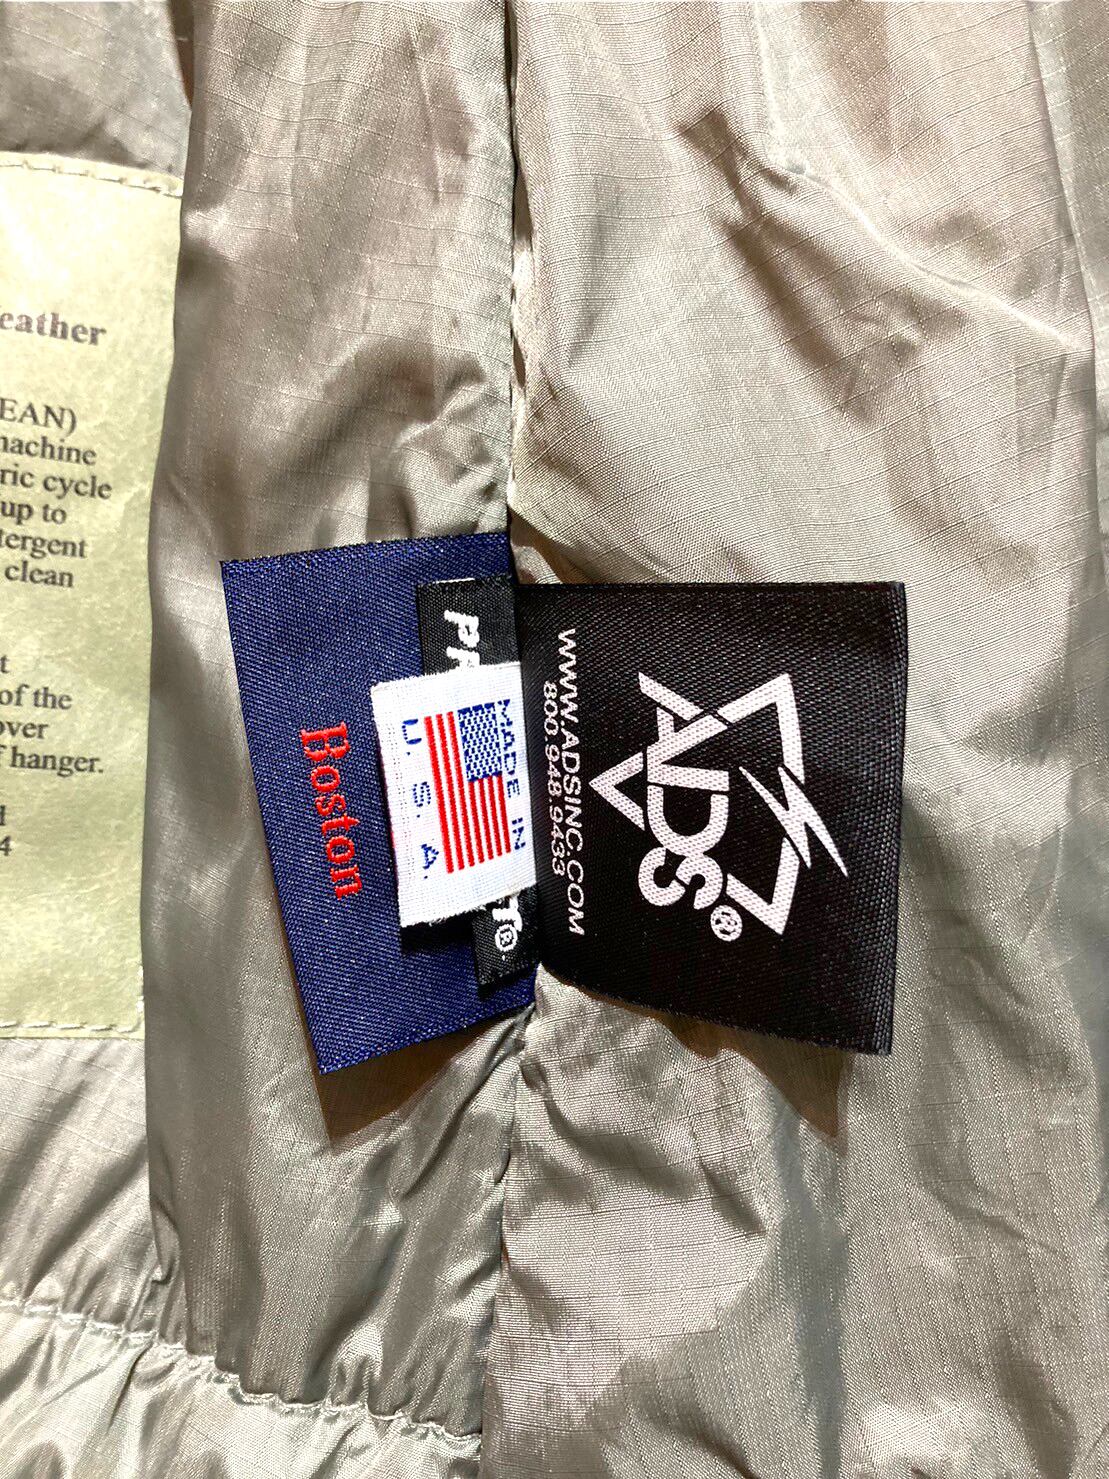 eather
EAN)
machine
ric cycle
up to
tergent
clean
t
of the
over
f hanger.
d
4
Boston
MADE IN
U.S.A.
WWW.ADSINC.COM
800.948.9433
ADS®